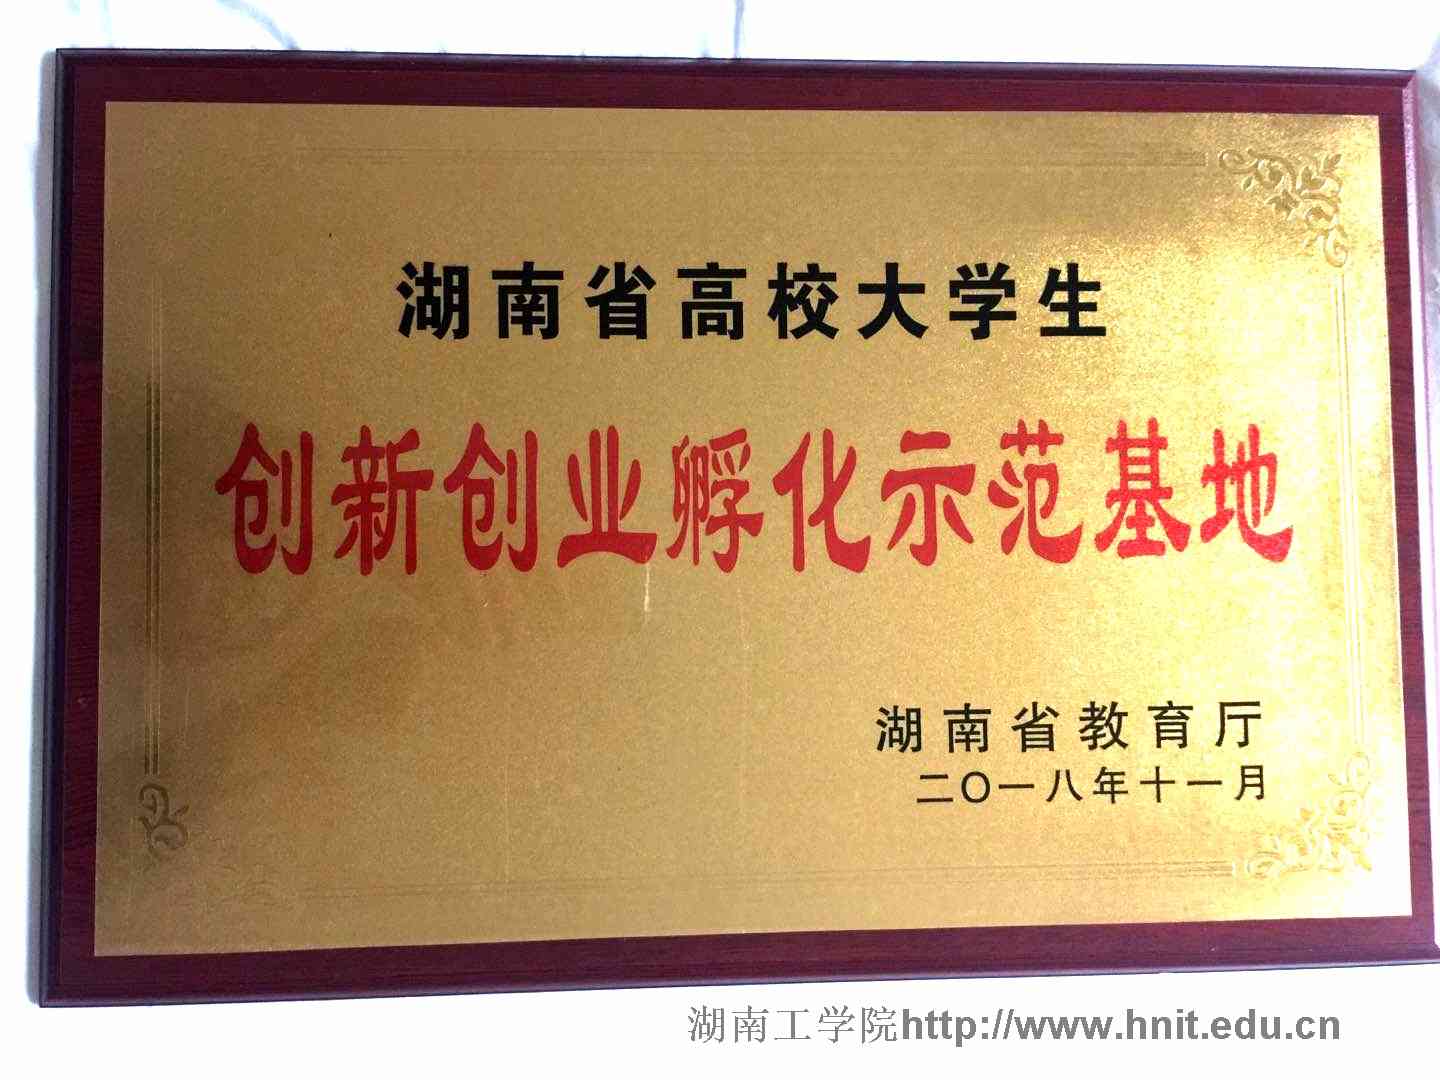 湖南省高校大学生
创新创业孵化示范基地
湖南省教育厅
二〇一八年十一月
湖南工学院http://www.hnit.edu.cn